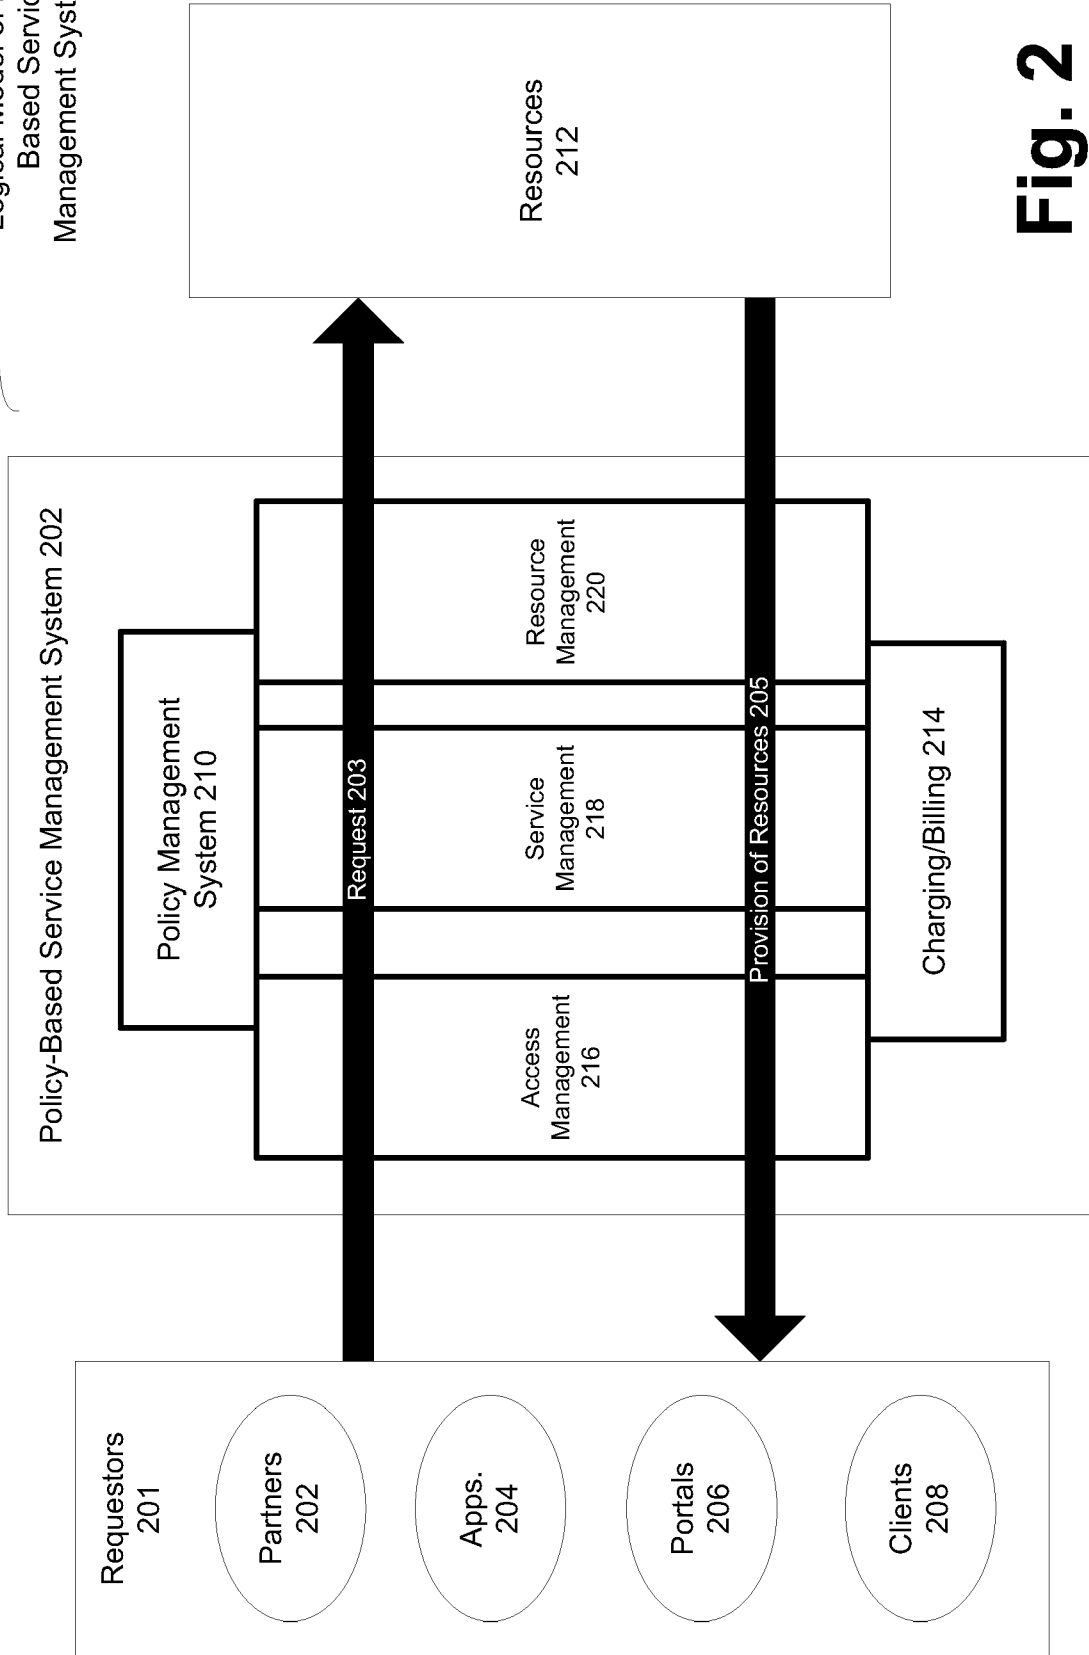 Based Servic
Management Syst
Policy-Based Service Management System 202
Requestors
201
Partners
202
Apps.
204
Portals
206
Clients
208
Policy Management
System 210
Request 203
Access
Management
216
Service
Management
218
Resource
Management
220
Provision of Resources 205
Charging/Billing 214
Resources
212
Fig. 2